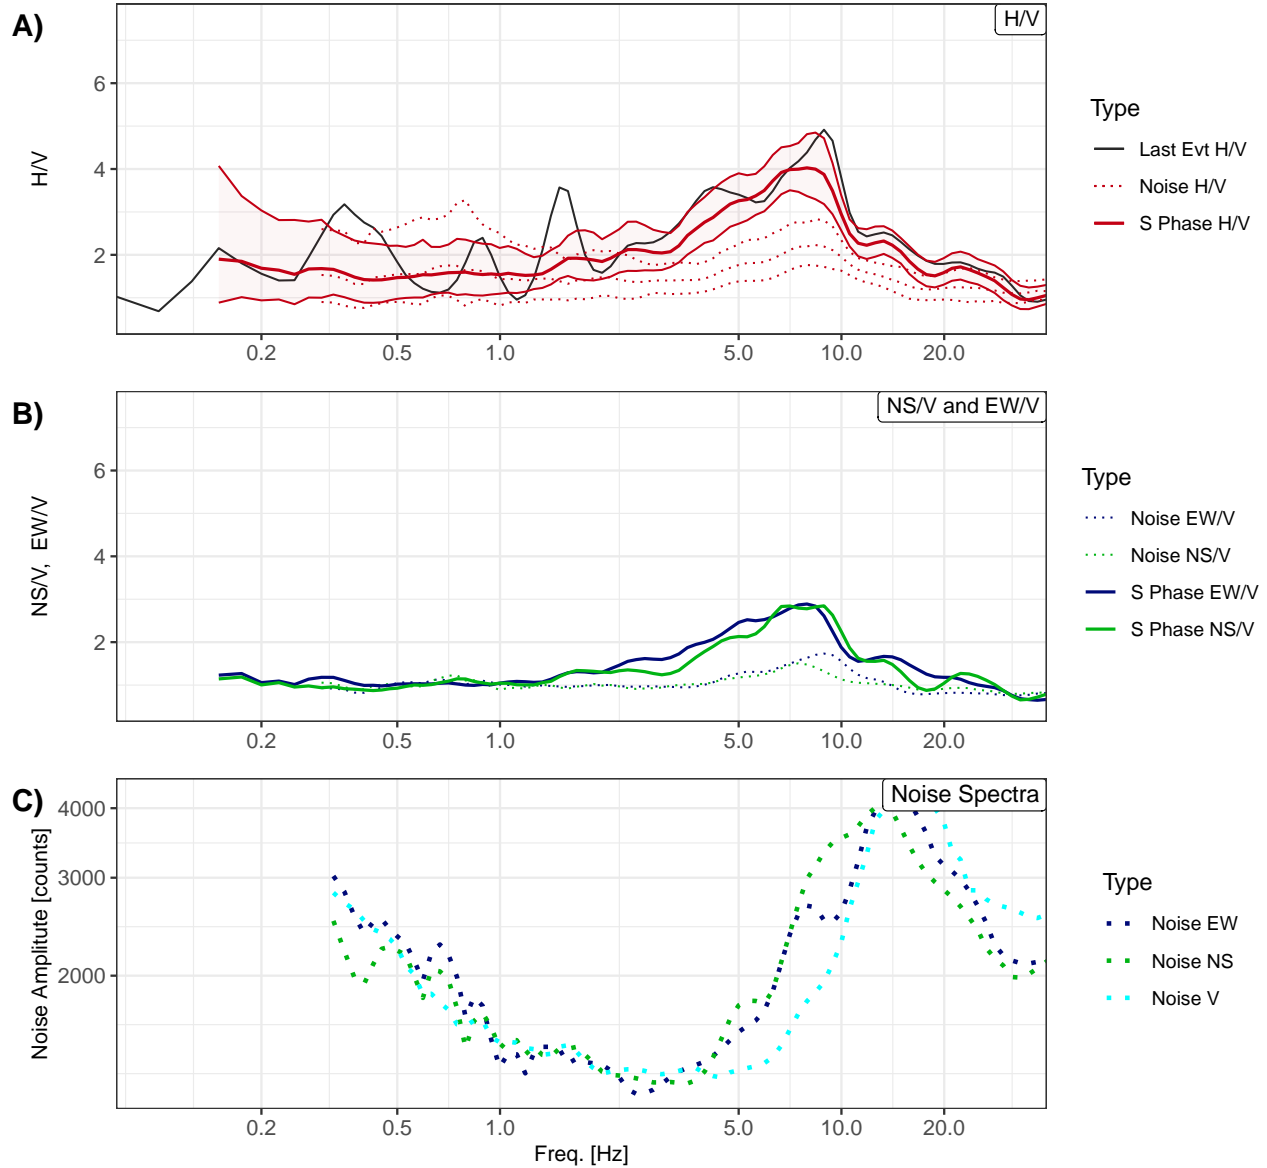 A)
H/V
6
4
2
H/V
0.2 0.5 1.0 5.0 10.0 20.0
Type
Last Evt H/V
Noise H/V
S Phase H/V
B)
NS/V and EW/V
6
4
2
NS/V, EW/V
0.2 0.5 1.0 5.0 10.0 20.0
Type
Noise EW/V
Noise NS/V
S Phase EW/V
S Phase NS/V
C)
Noise Spectra
4000
3000
2000
Noise Amplitute [counts]
0.2 0.5 1.0 5.0 10.0 20.0
Freq. [Hz]
Type
Noise EW
Noise NS
Noise V